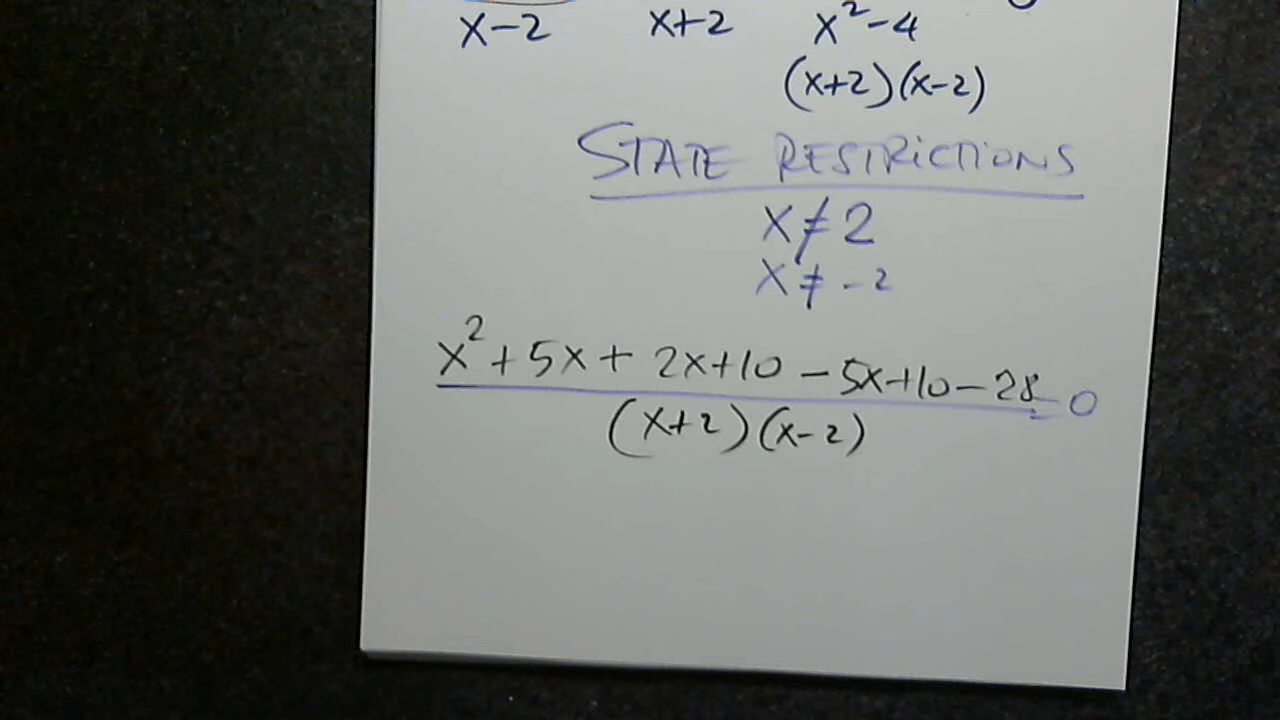 x-2 x+2 x²-4
(x+2)(x-2)
STATE RESTRICTIONS
x≠2
x≠-2
x²+5x+2x+10-5x+10-28=0
(x+2)(x-2)